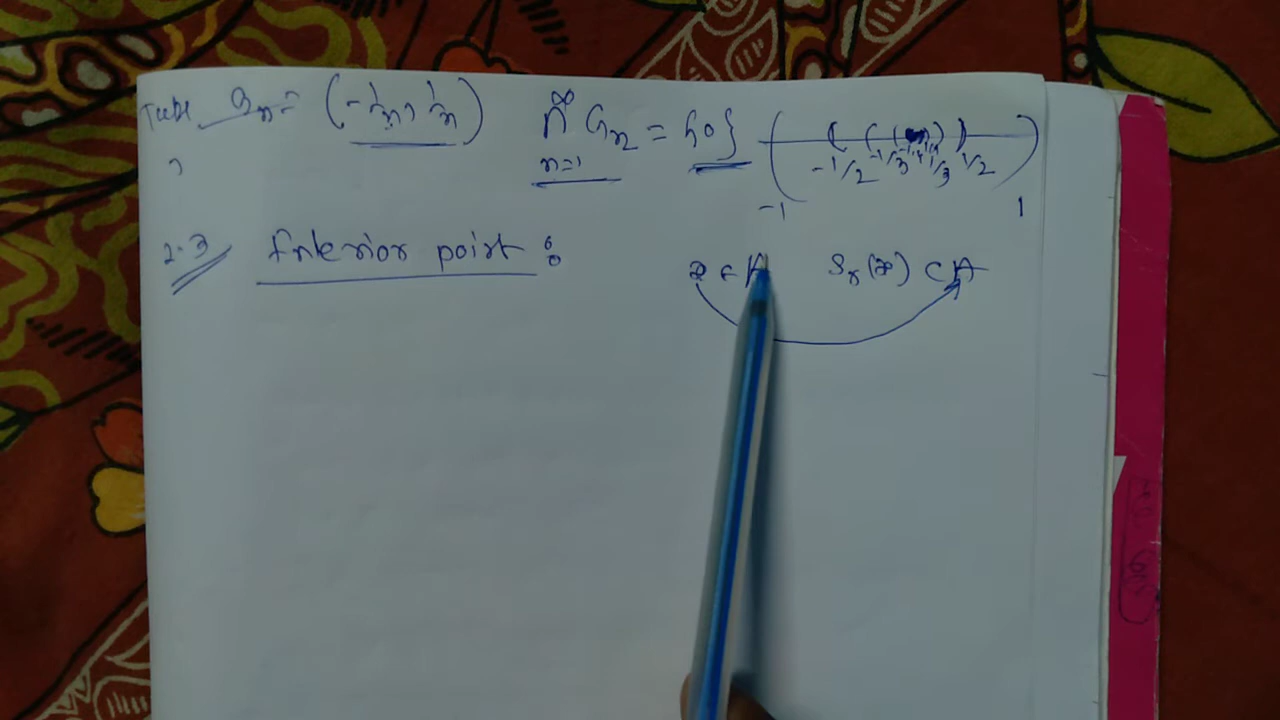 Take Gn = (-1/n, 1/n) ∞ ∩ Gn = {0} n=1
( ( ( ( ) ) )
-1/2 -1/3 1/3 1/2
-1 1
2.3 Interior point :
x ∈ A Sr(x) ⊂ A